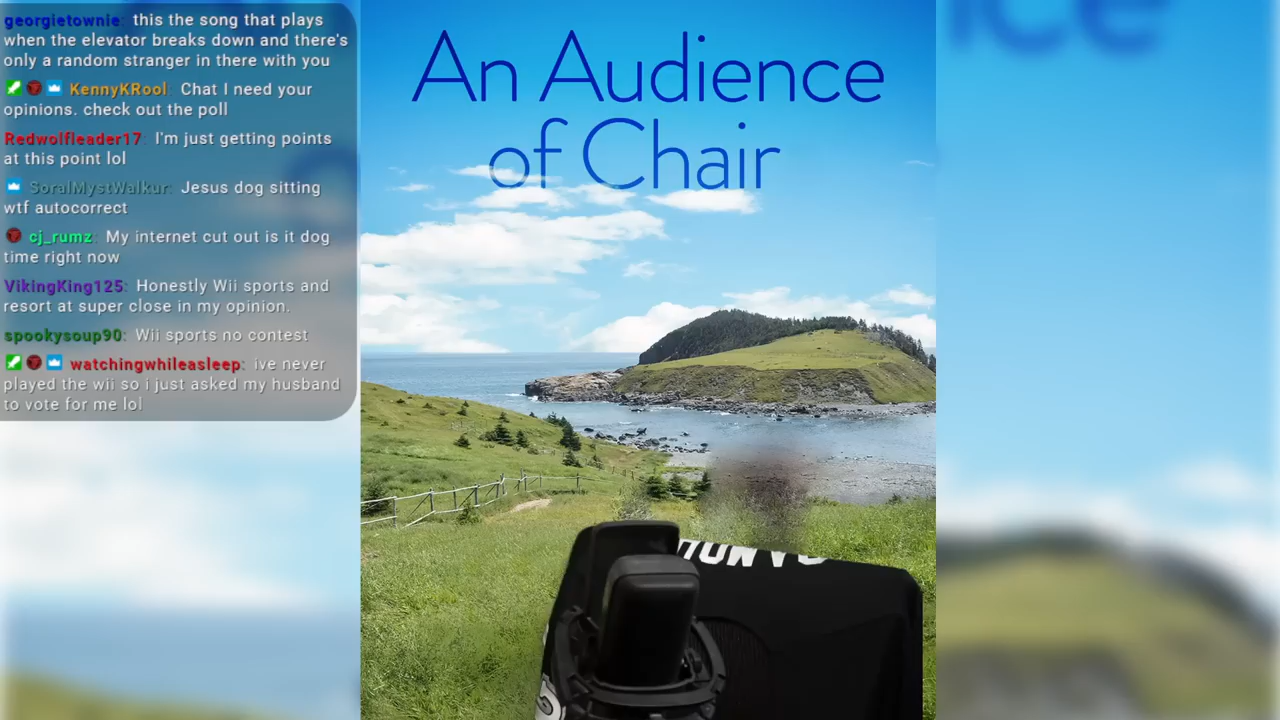 georgietownie: this the song that plays
when the elevator breaks down and there's
only a random stranger in there with you
KennyKRool: Chat I need your
opinions. check out the poll
Redwolfleader17: I'm just getting points
at this point lol
SoralMystWalkur: Jesus dog sitting
wtf autocorrect
cj_rumz: My internet cut out is it dog
time right now
VikingKing125: Honestly Wii sports and
resort at super close in my opinion.
spookysoup90: Wii sports no contest
watchingwhileasleep: ive never
played the wii so i just asked my husband
to vote for me lol
An Audience
of Chair